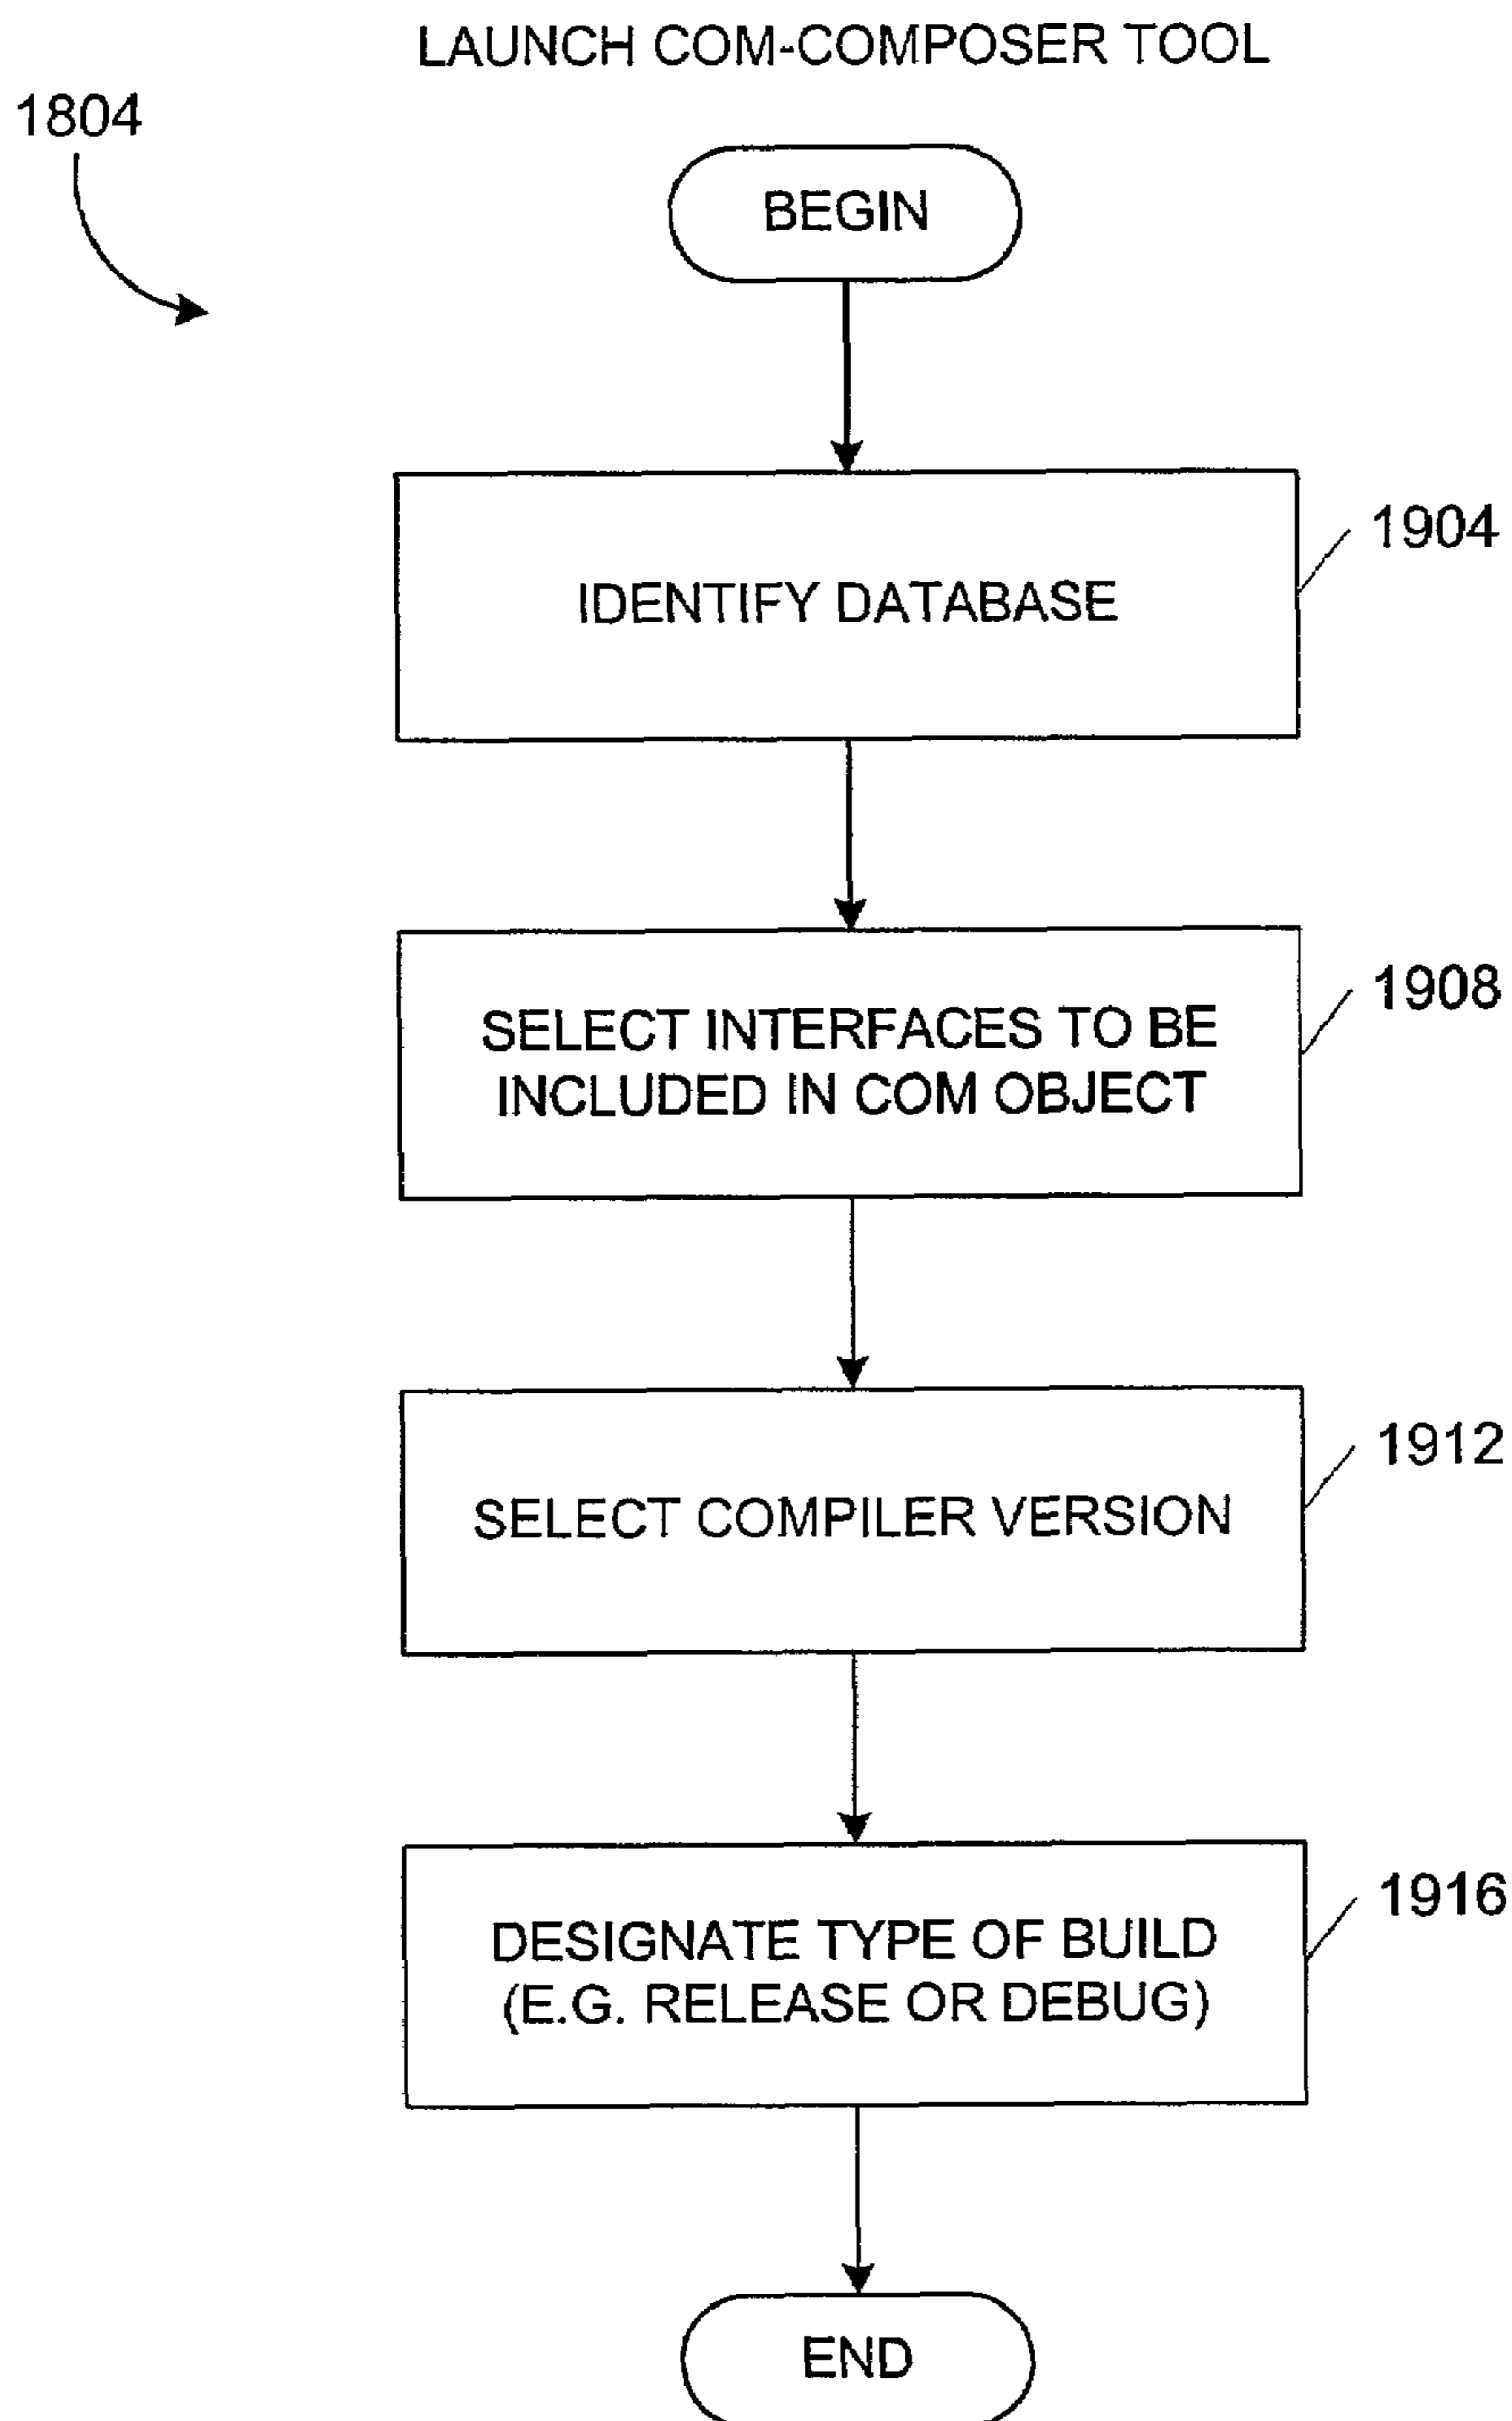 LAUNCH COM-COMPOSER TOOL
1804
BEGIN
IDENTIFY DATABASE
1904
SELECT INTERFACES TO BE
INCLUDED IN COM OBJECT
1908
SELECT COMPILER VERSION
1912
DESIGNATE TYPE OF BUILD
(E.G. RELEASE OR DEBUG)
1916
END